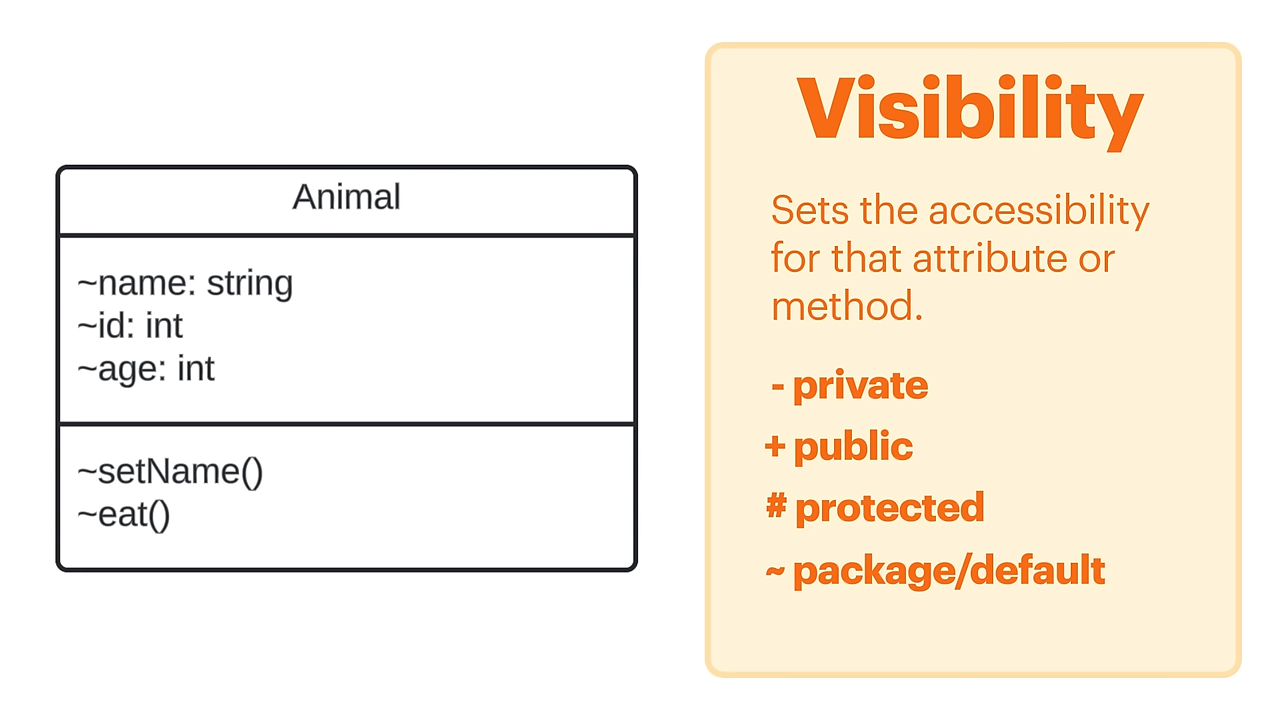 Animal
~name: string
~id: int
~age: int
~setName()
~eat()
Visibility
Sets the accessibility
for that attribute or
method.
- private
+ public
# protected
~ package/default